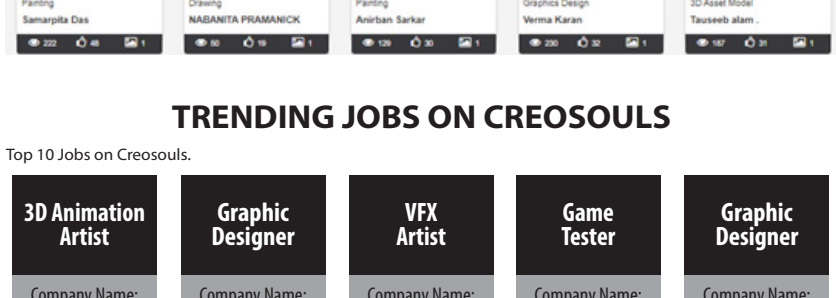 Painting
Samarpita Das
222 48 1
Drawing
NABANITA PRAMANICK
50 19 1
Painting
Anirban Sarkar
129 30 1
Graphics Design
Verma Karan
230 32 1
3D Asset Model
Tauseeb alam .
187 31 1
TRENDING JOBS ON CREOSOULS
Top 10 Jobs on Creosouls.
3D Animation
Artist
Company Name:
Graphic
Designer
Company Name:
VFX
Artist
Company Name:
Game
Tester
Company Name:
Graphic
Designer
Company Name: